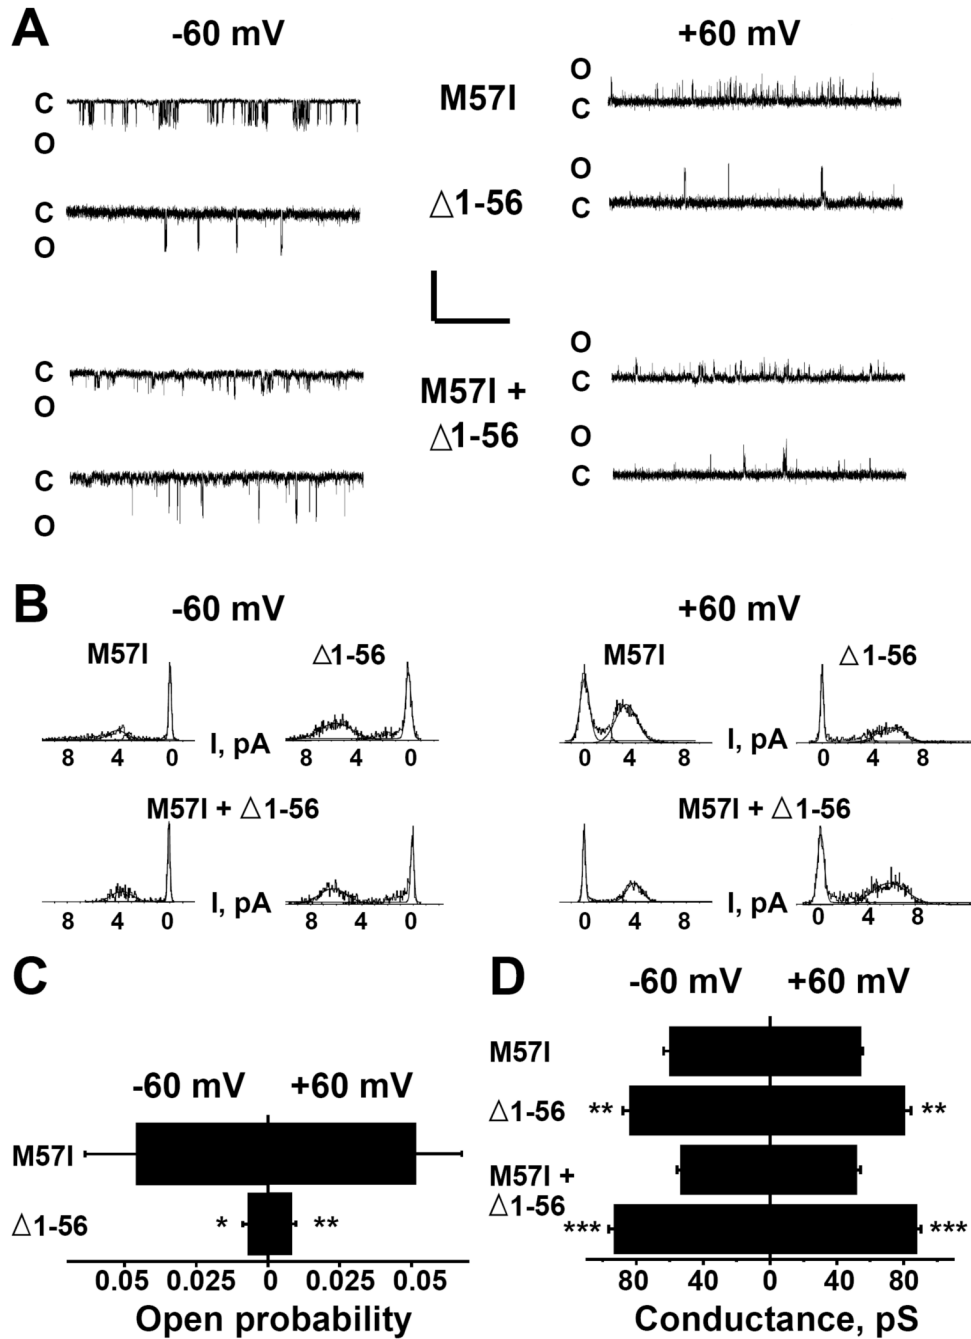 A
-60 mV
+60 mV
C
O
M57I
O
C
C
O
△1-56
O
C
C
O
M57I +
△1-56
O
C
C
O
O
C
B
-60 mV
+60 mV
M57I
△1-56
M57I
△1-56
8 4 0
I, pA
8 6 4 2 0
0 4 8
I, pA
0 4 8
M57I + △1-56
M57I + △1-56
8 4 0
I, pA
8 6 4 2 0
0 4 8
I, pA
0 4 8
C
-60 mV
+60 mV
M57I
△1-56
* **
0.05 0.025 0 0.025 0.05
Open probability
D
-60 mV
+60 mV
M57I
△1-56
** **
M57I +
△1-56
*** ***
80 40 0 40 80
Conductance, pS